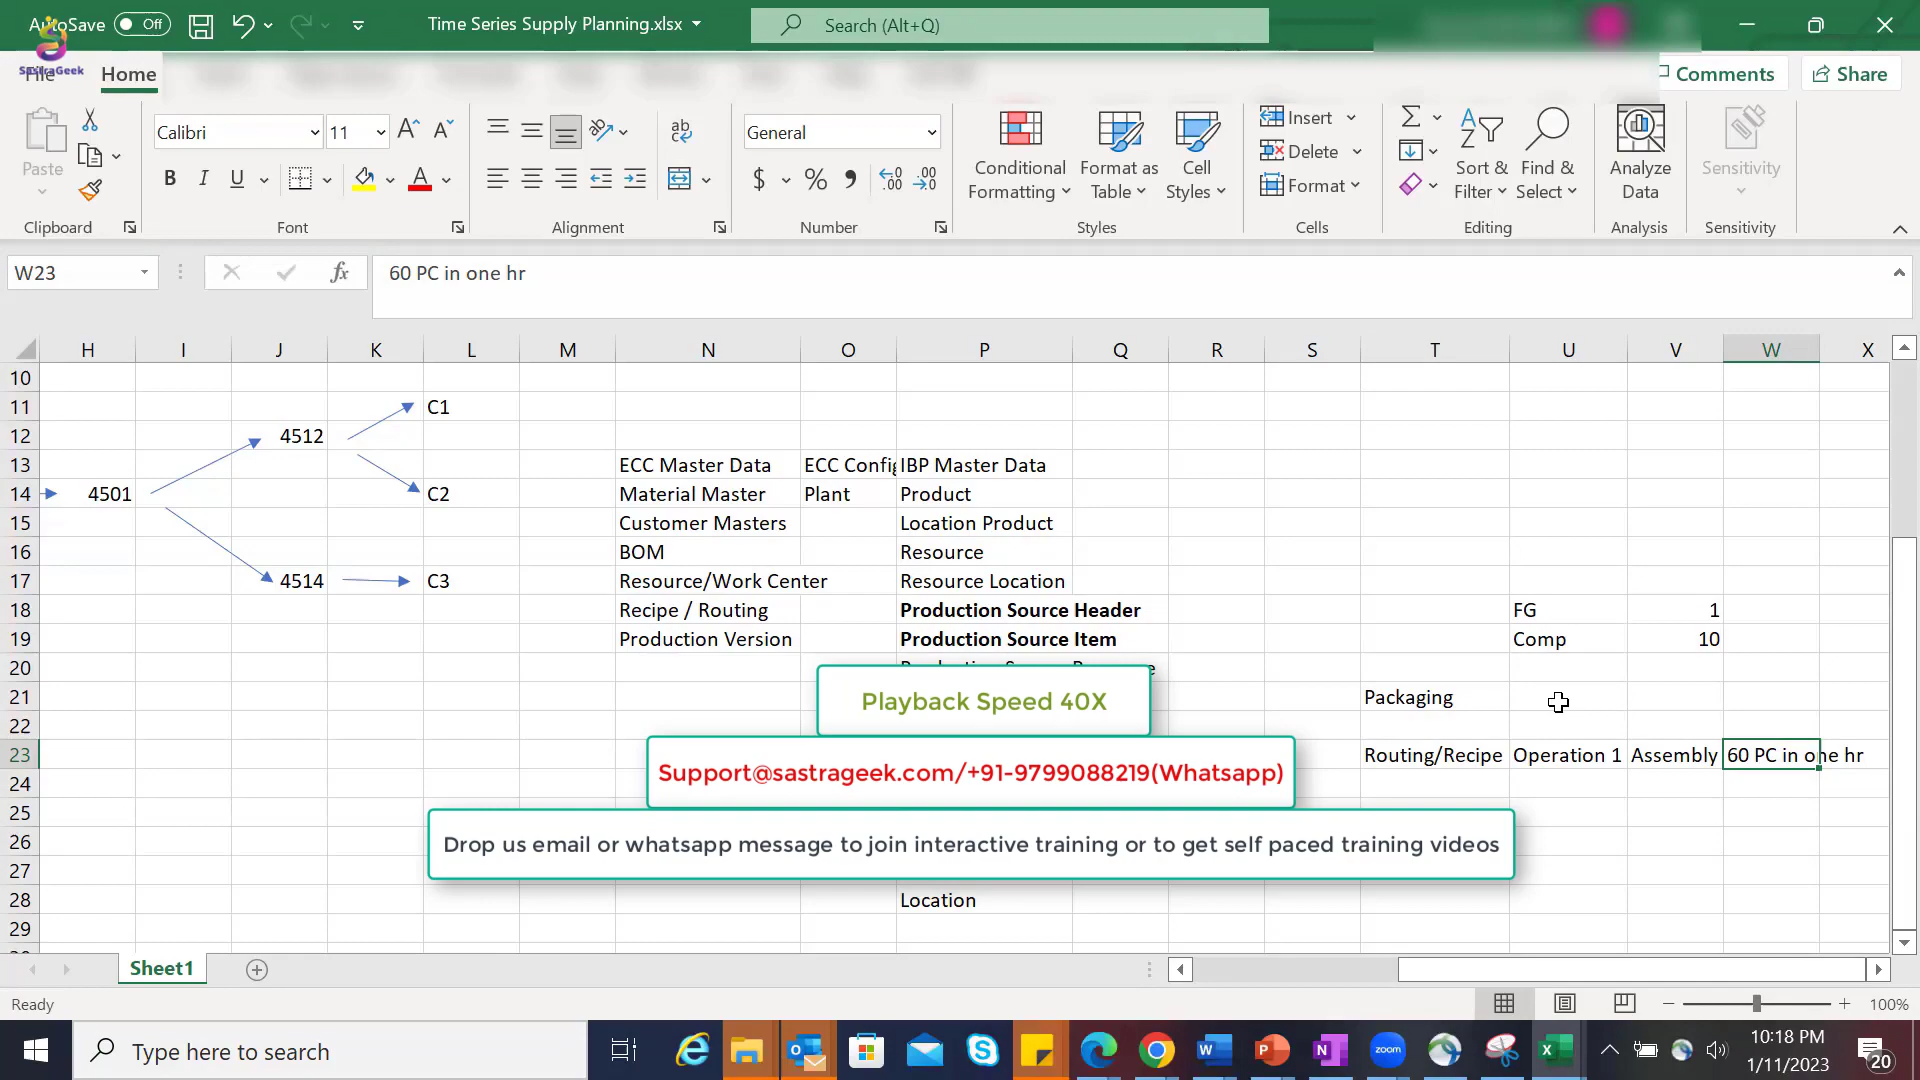 AutoSave Off
Time Series Supply Planning.xlsx
Search (Alt+Q)
SastraGeek
File Home
Comments Share
Paste
Calibri 11
General
Conditional Formatting
Format as Table
Cell Styles
Insert
Delete
Format
Sort & Filter
Find & Select
Analyze Data
Sensitivity
Clipboard Font Alignment Number Styles Cells Editing Analysis Sensitivity
W23 fx 60 PC in one hr
H I J K L M N O P Q R S T U V W X
10
11 C1
12 4512
13 ECC Master Data ECC Config IBP Master Data
14 4501 C2 Material Master Plant Product
15 Customer Masters Location Product
16 BOM Resource
17 4514 C3 Resource/Work Center Resource Location
18 Recipe / Routing Production Source Header FG 1
19 Production Version Production Source Item Comp 10
20
21 Packaging
22
23 Routing/Recipe Operation 1 Assembly 60 PC in one hr
24
25
26
27
28 Location
29
Playback Speed 40X
Support@sastrageek.com/+91-9799088219(Whatsapp)
Drop us email or whatsapp message to join interactive training or to get self paced training videos
Sheet1
Ready 100%
Type here to search
zoom
10:18 PM
1/11/2023
20